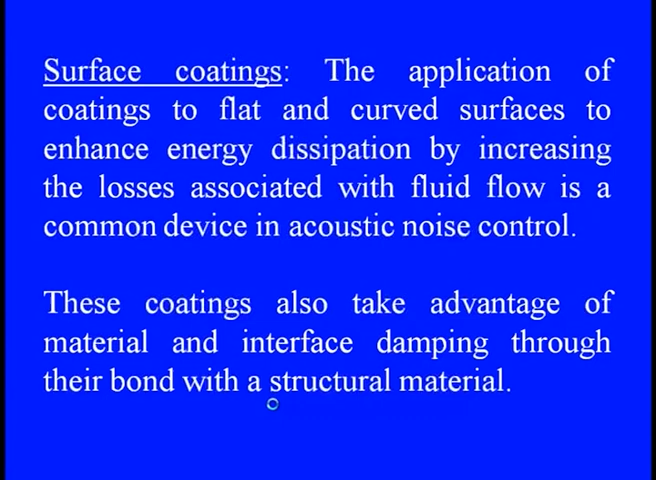 Surface coatings: The application of
coatings to flat and curved surfaces to
enhance energy dissipation by increasing
the losses associated with fluid flow is a
common device in acoustic noise control.
These coatings also take advantage of
material and interface damping through
their bond with a structural material.